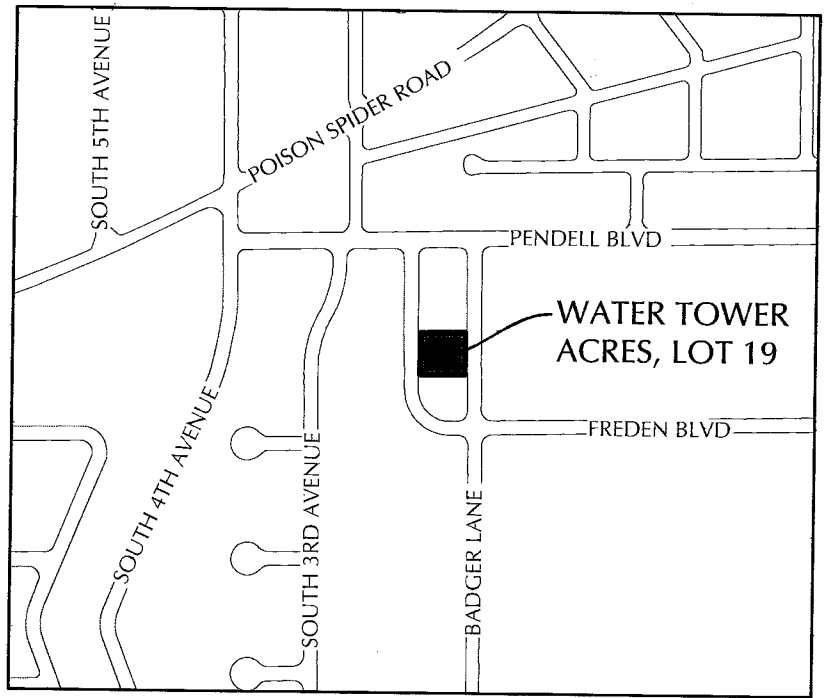 SOUTH 5TH AVENUE
POISON SPIDER ROAD
PENDELL BLVD
WATER TOWER
ACRES, LOT 19
FREDEN BLVD
SOUTH 4TH AVENUE
SOUTH 3RD AVENUE
BADGER LANE